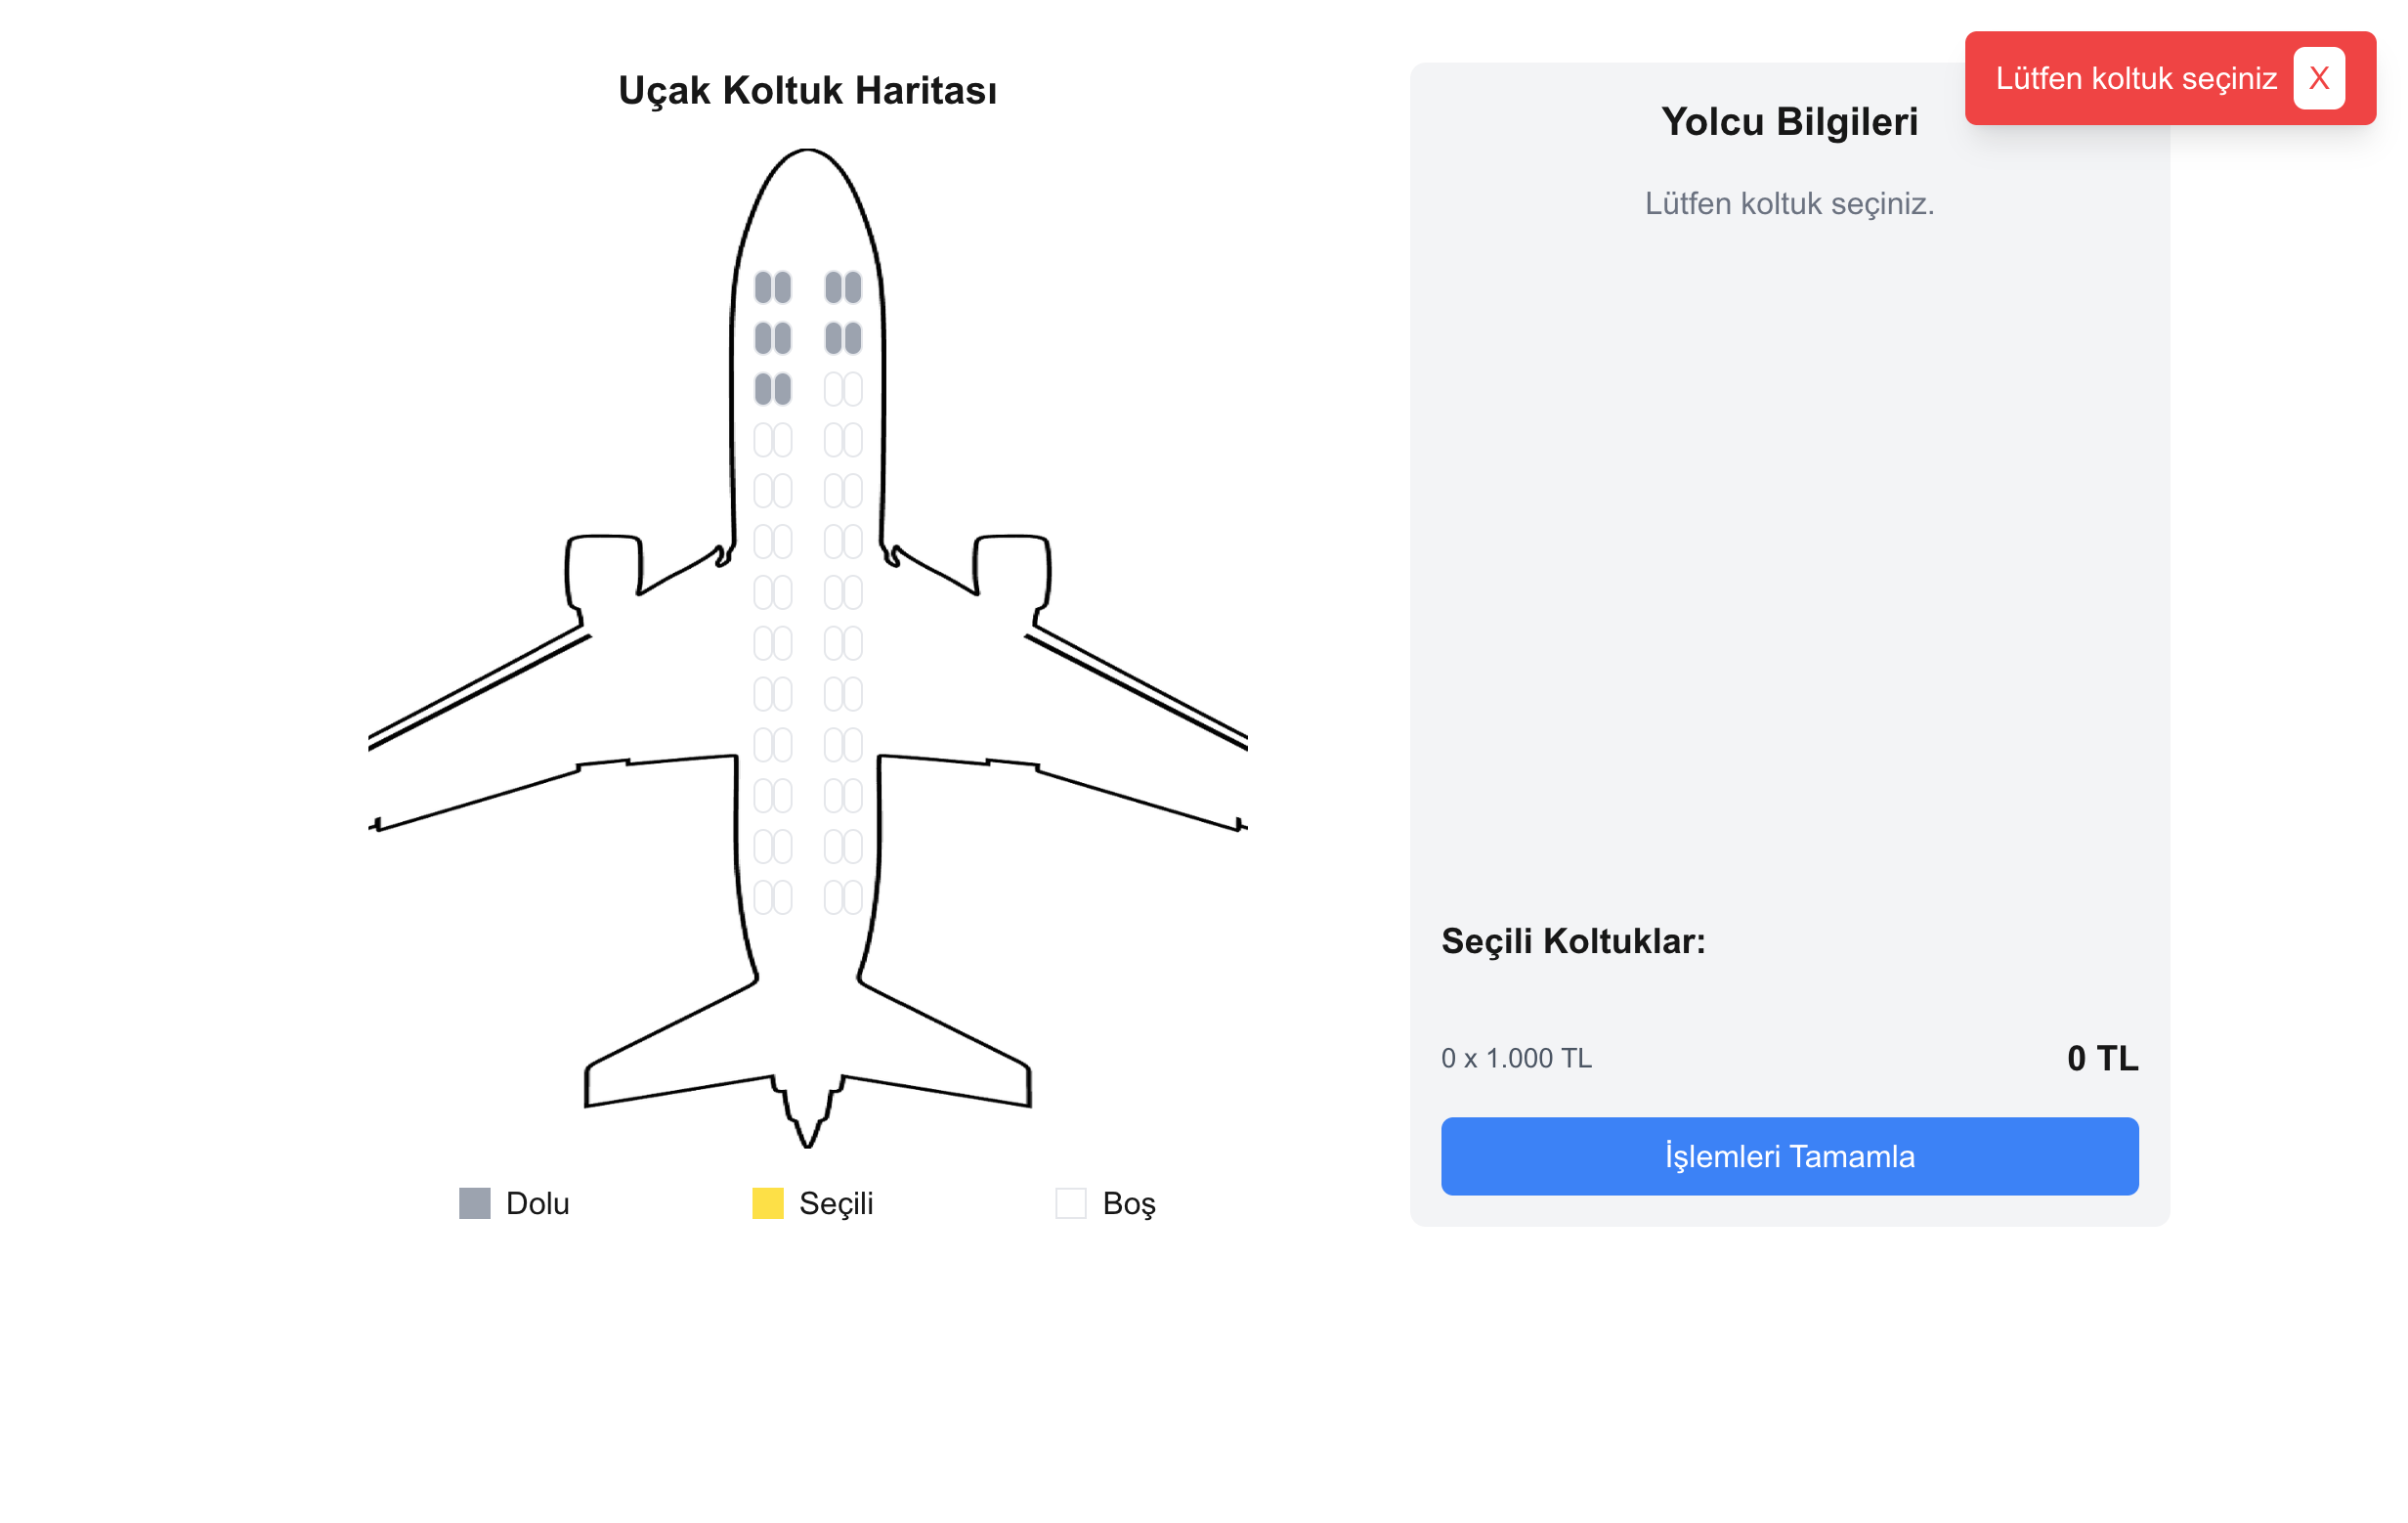 Uçak Koltuk Haritası
Dolu
Seçili
Boş
Lütfen koltuk seçiniz X
Yolcu Bilgileri
Lütfen koltuk seçiniz.
Seçili Koltuklar:
0 x 1.000 TL
0 TL
İşlemleri Tamamla